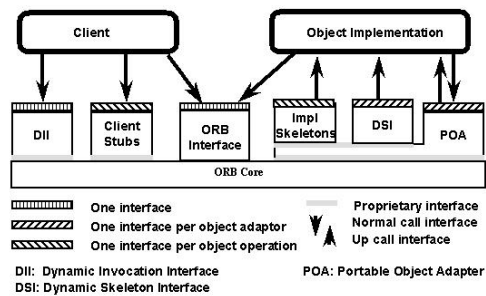 Client
Object Implementation
DII
Client
Stubs
ORB
Interface
Impl
Skeletons
DSI
POA
ORB Core
One interface
One interface per object adaptor
One interface per object operation
Proprietary interface
Normal call interface
Up call interface
DII: Dynamic Invocation Interface
DSI: Dynamic Skeleton Interface
POA: Portable Object Adapter